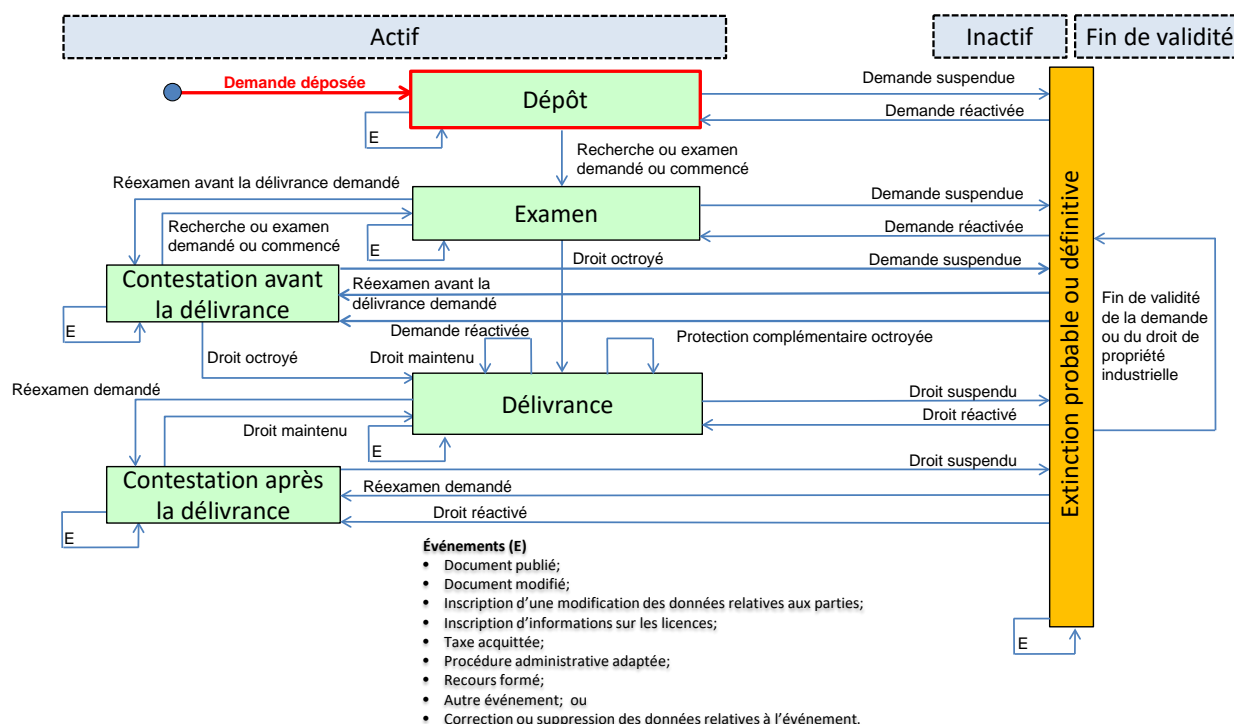 Actif
Inactif
Fin de validité
Demande déposée
Dépôt
Demande suspendue
Demande réactivée
E
Recherche ou examen
demandé ou commencé
Réexamen avant la délivrance demandé
Examen
Demande suspendue
Demande réactivée
Recherche ou examen
demandé ou commencé
E
Droit octroyé
Demande suspendue
Contestation avant
la délivrance
Réexamen avant la
délivrance demandé
E
Demande réactivée
Protection complémentaire octroyée
Droit octroyé
Droit maintenu
Fin de validité
de la demande
ou du droit de
propriété
industrielle
Extinction probable ou définitive
Réexamen demandé
Délivrance
Droit suspendu
Droit réactivé
Droit maintenu
E
Droit suspendu
Contestation après
la délivrance
Réexamen demandé
Droit réactivé
E
Événements (E)
• Document publié;
• Document modifié;
• Inscription d’une modification des données relatives aux parties;
• Inscription d’informations sur les licences;
• Taxe acquittée;
• Procédure administrative adaptée;
• Recours formé;
• Autre événement; ou
• Correction ou suppression des données relatives à l’événement.
E